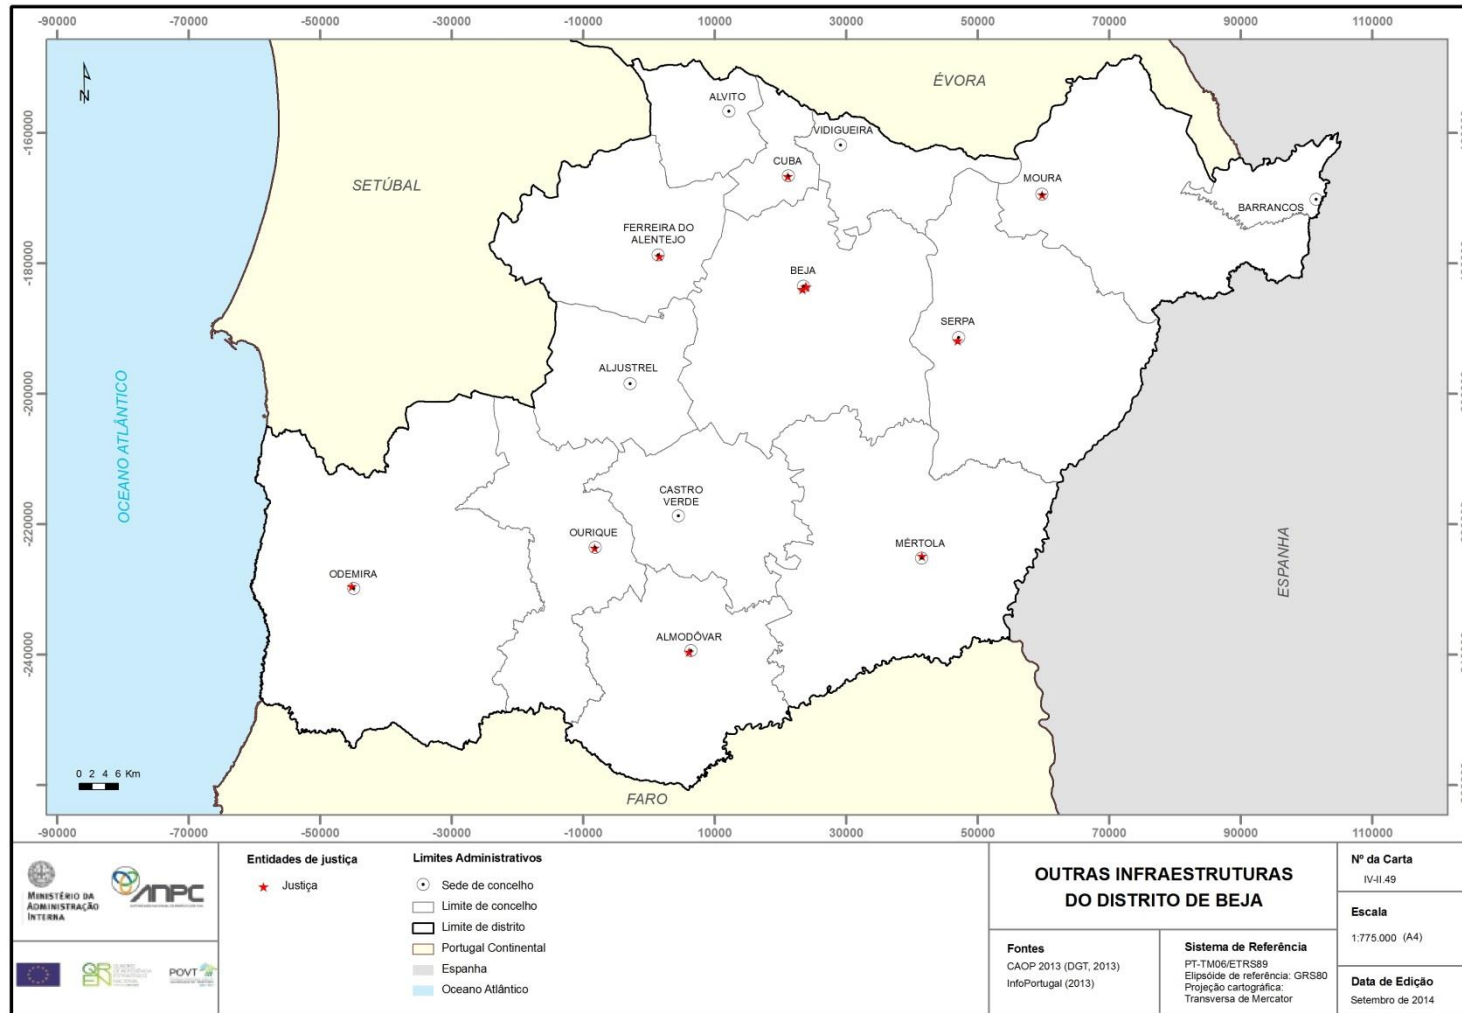 -90000 -70000 -50000 -30000 -10000 10000 30000 50000 70000 90000 110000
-160000
-180000
-200000
-220000
-240000
N
ÉVORA
ALVITO
VIDIGUEIRA
CUBA
MOURA
BARRANCOS
SETÚBAL
FERREIRA DO
ALENTEJO
BEJA
SERPA
ALJUSTREL
OCEANO ATLÂNTICO
CASTRO
VERDE
OURIQUE
MÉRTOLA
ESPANHA
ODEMIRA
ALMODÔVAR
0 2 4 6 Km
FARO
-90000 -70000 -50000 -30000 -10000 10000 30000 50000 70000 90000 110000
MINISTÉRIO DA
ADMINISTRAÇÃO
INTERNA
ANPC
QREN
QUADRO
DE REFERÊNCIA
ESTRATÉGICO
NACIONAL
POVT
Entidades de justiça
Justiça
Limites Administrativos
Sede de concelho
Limite de concelho
Limite de distrito
Portugal Continental
Espanha
Oceano Atlântico
OUTRAS INFRAESTRUTURAS
DO DISTRITO DE BEJA
Fontes
CAOP 2013 (DGT, 2013)
InfoPortugal (2013)
Sistema de Referência
PT-TM06/ETRS89
Elipsóide de referência: GRS80
Projeção cartográfica:
Transversa de Mercator
Nº da Carta
IV-II.49
Escala
1:775.000 (A4)
Data de Edição
Setembro de 2014